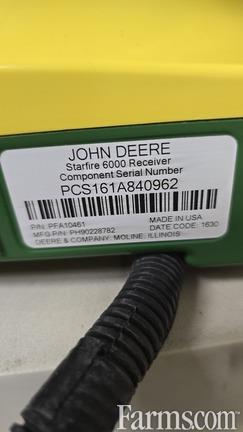 JOHN DEERE
Starfire 6000 Receiver
Component Serial Number
PCS161A840962
P/N: PFA10461
MADE IN USA
MFG P/N: PH90228782
DATE CODE: 1630
DEERE & COMPANY: MOLINE, ILLINOIS
Farms.com®